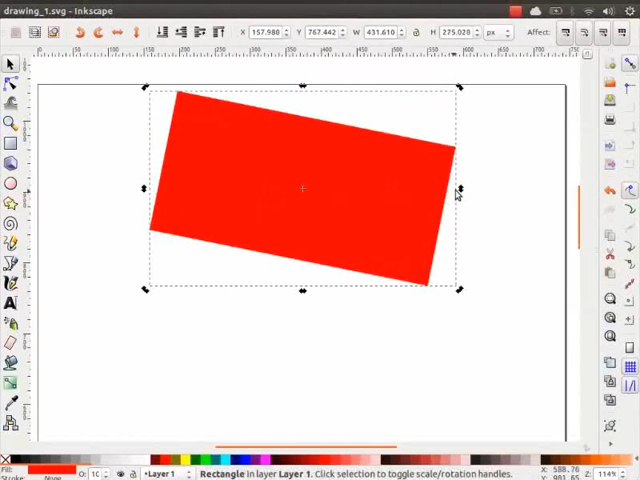 drawing_1.svg - Inkscape
X 157.980 Y 767.442 W 431.610 H 275.028 px Affect:
Fill: O: 10 Layer 1 Rectangle in layer Layer 1. Click selection to toggle scale/rotation handles. X: 588.76 Z: 114%
Stroke: None Y: 901.65